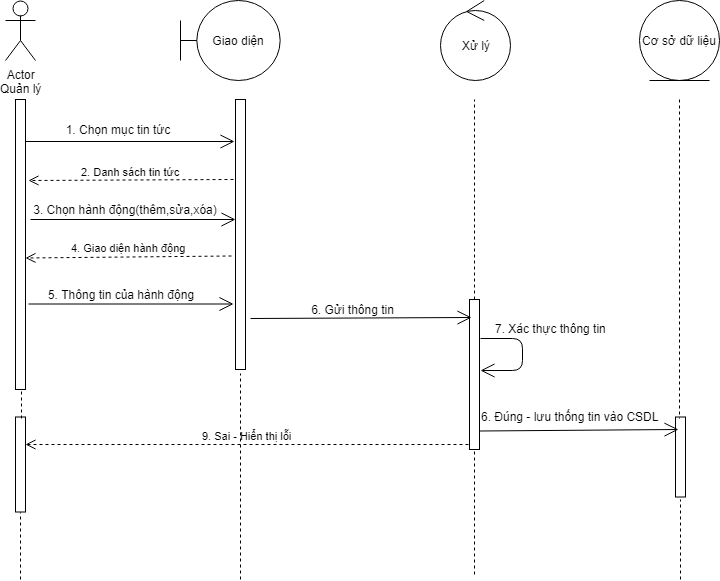 Giao diện
Xử lý
Cơ sở dữ liệu
Actor
Quản lý
1. Chọn mục tin tức
2. Danh sách tin tức
3. Chọn hành động(thêm,sửa,xóa)
4. Giao diện hành động
5. Thông tin của hành động
6. Gửi thông tin
7. Xác thực thông tin
6. Đúng - lưu thống tin vào CSDL
9. Sai - Hiển thị lỗi